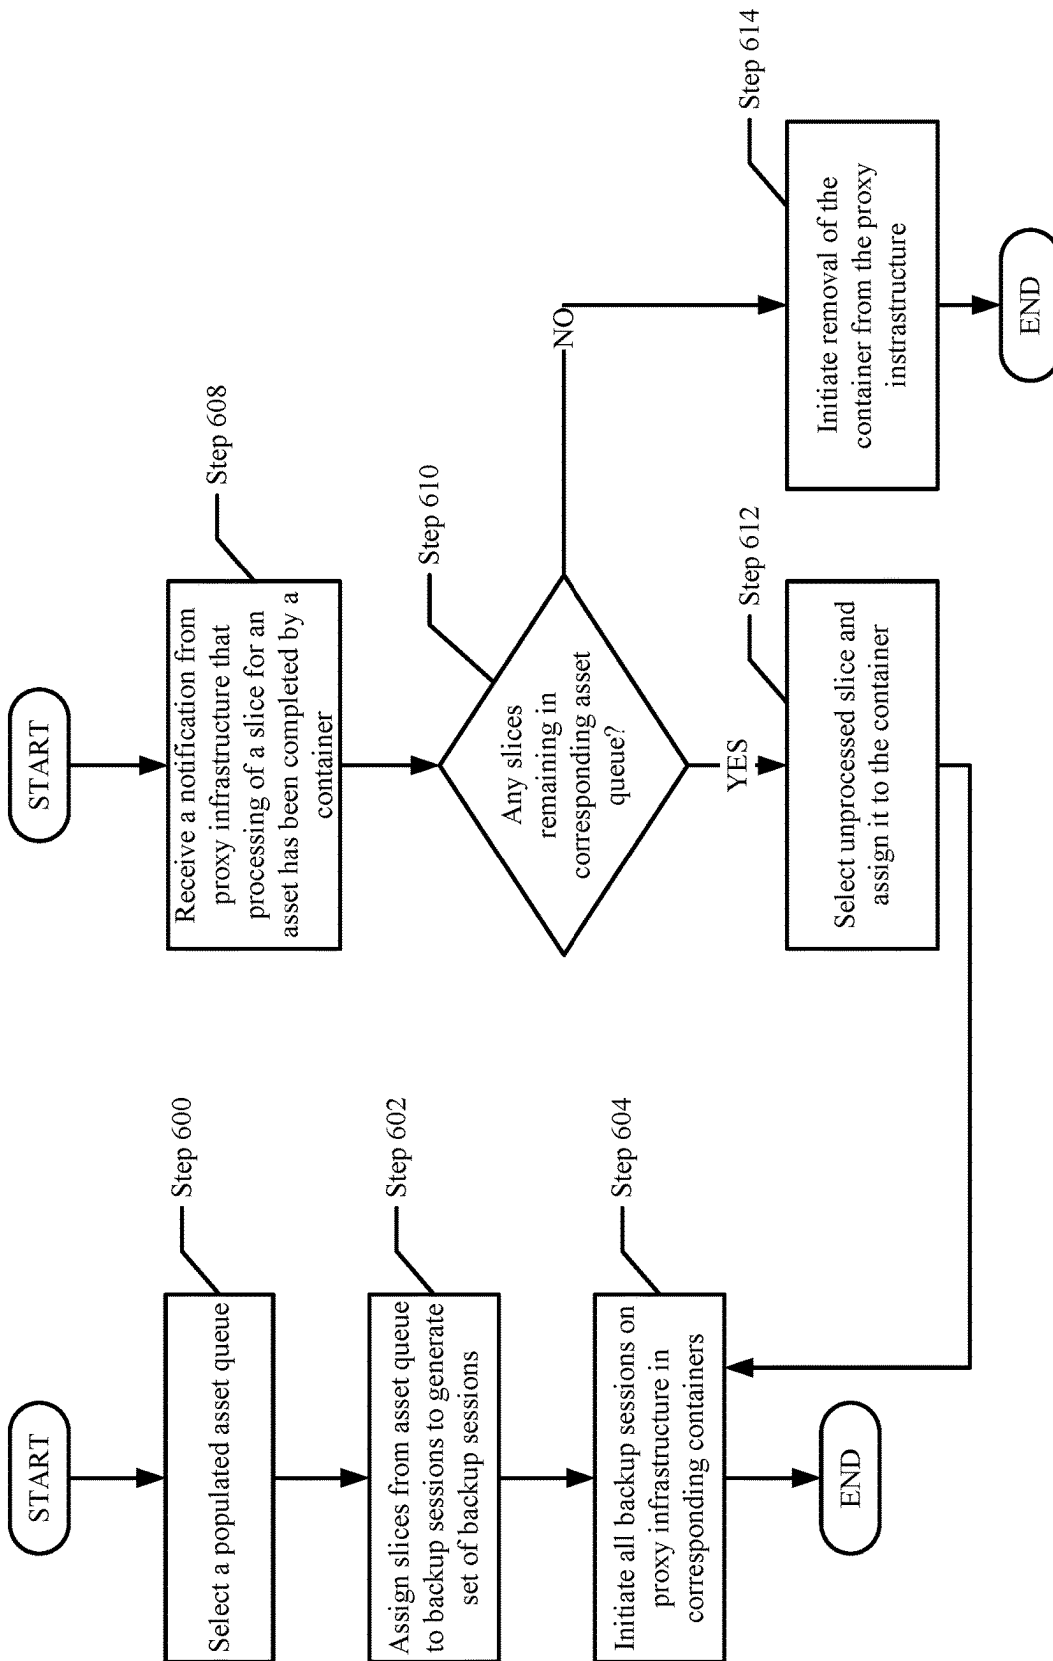 START
Select a populated asset queue
Step 600
Assign slices from asset queue
to backup sessions to generate
set of backup sessions
Step 602
Initiate all backup sessions on
proxy infrastructure in
corresponding containers
Step 604
END
START
Receive a notification from
proxy infrastructure that
processing of a slice for an
asset has been completed by a
container
Step 608
Any slices
remaining in
corresponding asset
queue?
Step 610
YES
NO
Select unprocessed slice and
assign it to the container
Step 612
Initiate removal of the
container from the proxy
instrastructure
Step 614
END